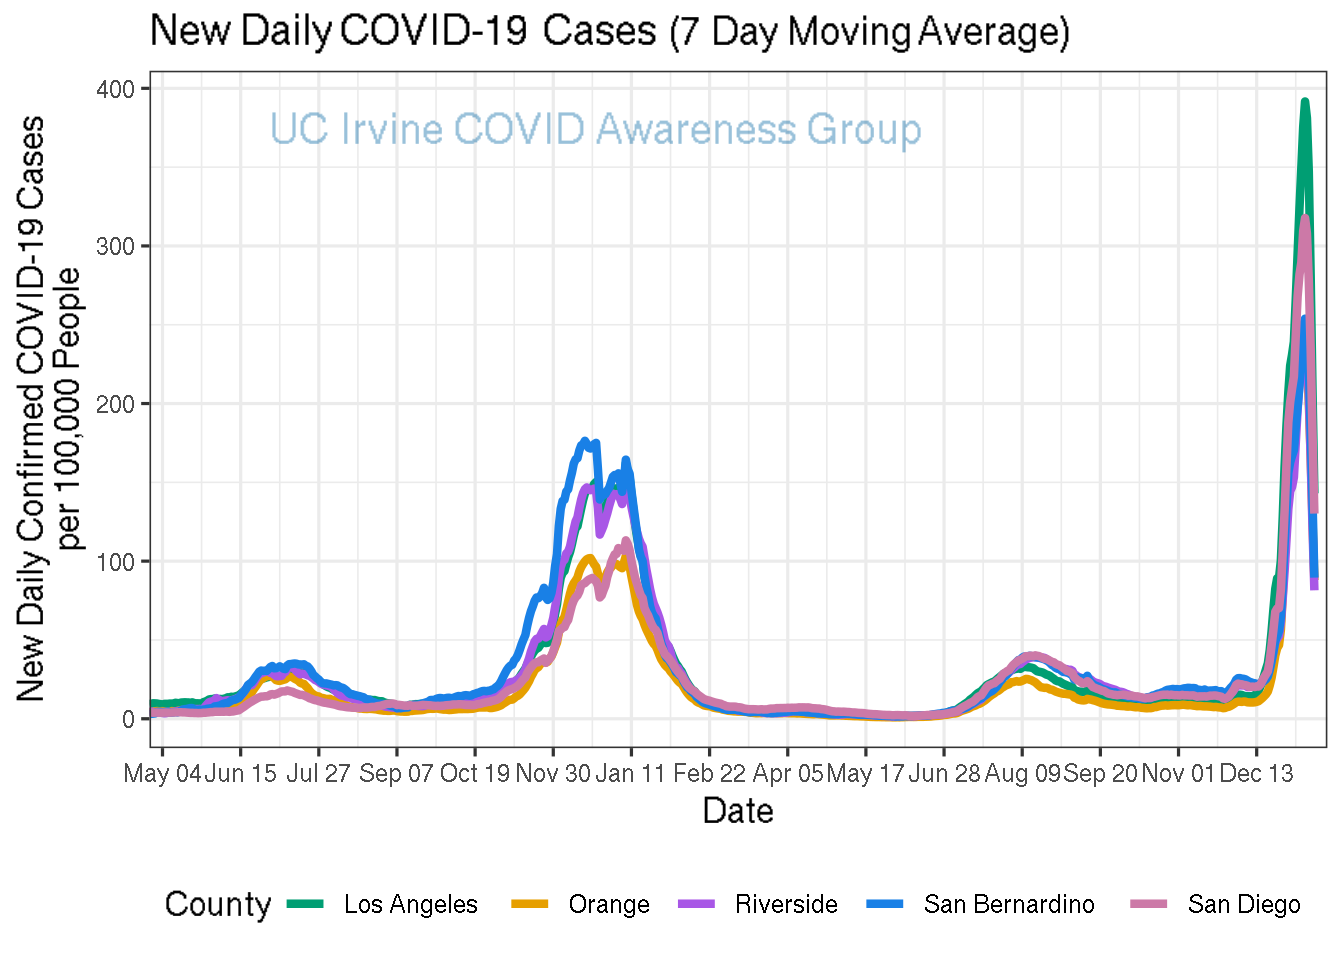 New Daily COVID-19 Cases (7 Day Moving Average)
UC Irvine COVID Awareness Group
New Daily Confirmed COVID-19 Cases
per 100,000 People
400
300
200
100
0
May 04 Jun 15 Jul 27 Sep 07 Oct 19 Nov 30 Jan 11 Feb 22 Apr 05 May 17 Jun 28 Aug 09 Sep 20 Nov 01 Dec 13
Date
County Los Angeles Orange Riverside San Bernardino San Diego